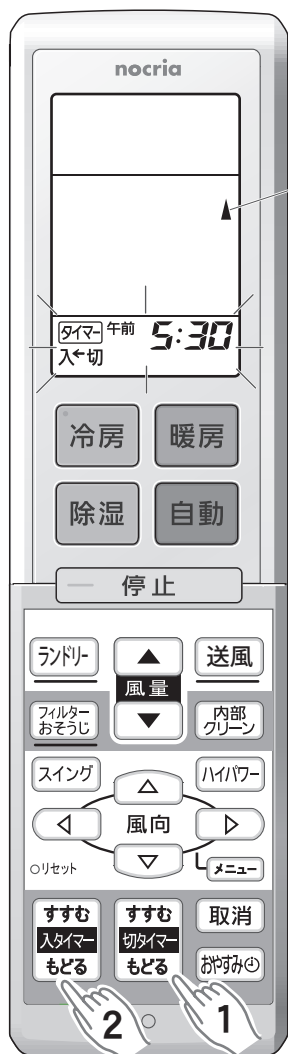 nocria
タイマー 午前 5:30
入←切
冷房 暖房
除湿 自動
停止
ランドリー ▲ 送風
風量
フィルター
おそうじ ▼ 内部
クリーン
スイング △ ハイパワー
◁ 風向 ▷
○リセット ▽ メニュー
すすむ すすむ 取消
入タイマー 切タイマー
もどる もどる おやすみ
2 1